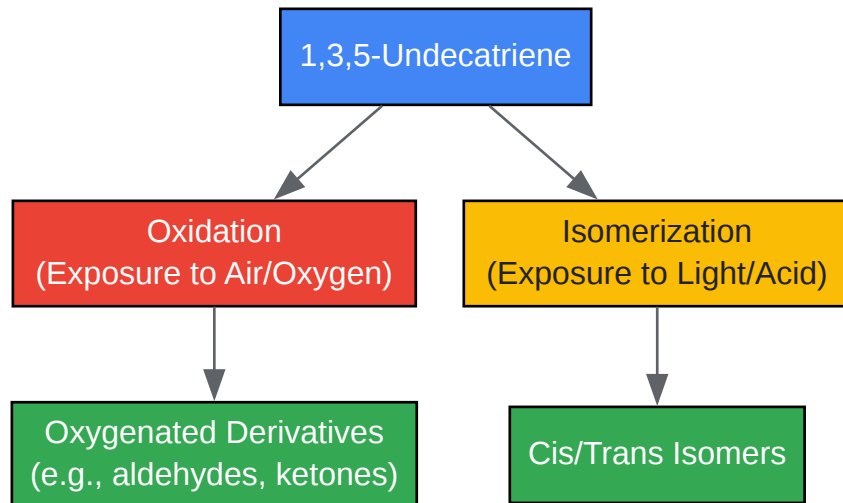 1,3,5-Undecatriene
Oxidation
(Exposure to Air/Oxygen)
Isomerization
(Exposure to Light/Acid)
Oxygenated Derivatives
(e.g., aldehydes, ketones)
Cis/Trans Isomers